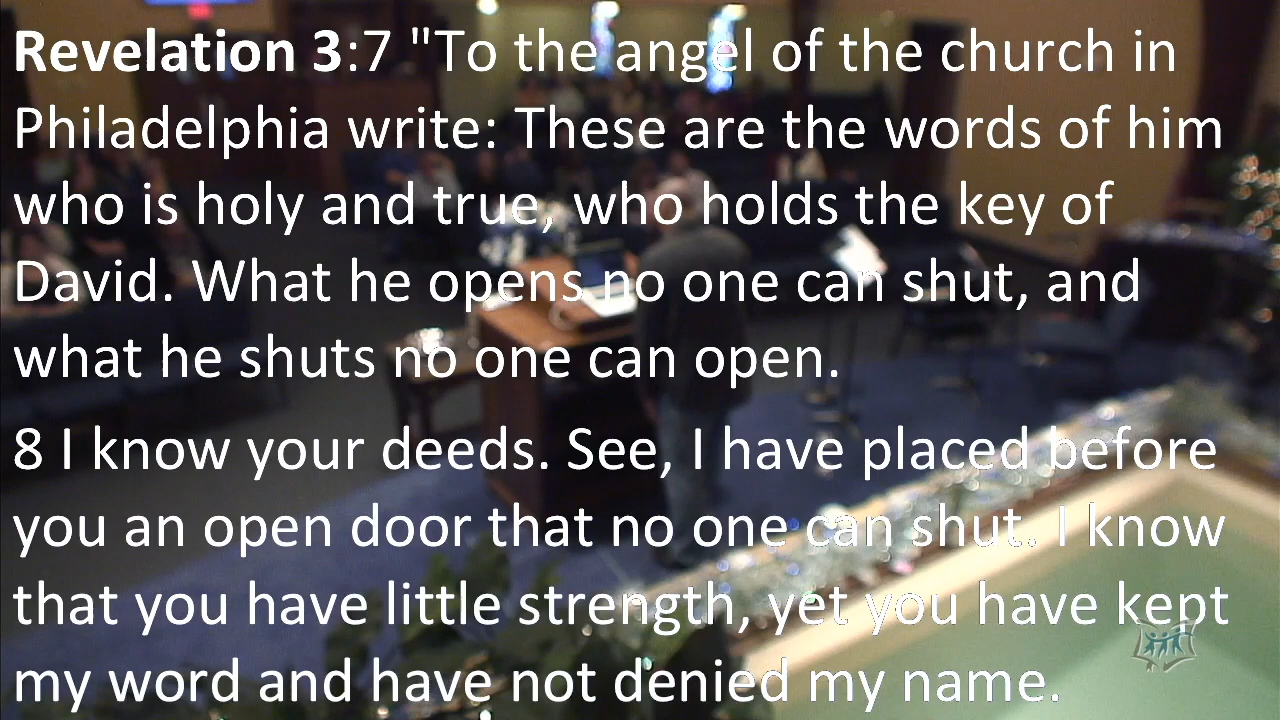 Revelation 3:7 "To the angel of the church in
Philadelphia write: These are the words of him
who is holy and true, who holds the key of
David. What he opens no one can shut, and
what he shuts no one can open.
8 I know your deeds. See, I have placed before
you an open door that no one can shut. I know
that you have little strength, yet you have kept
my word and have not denied my name.